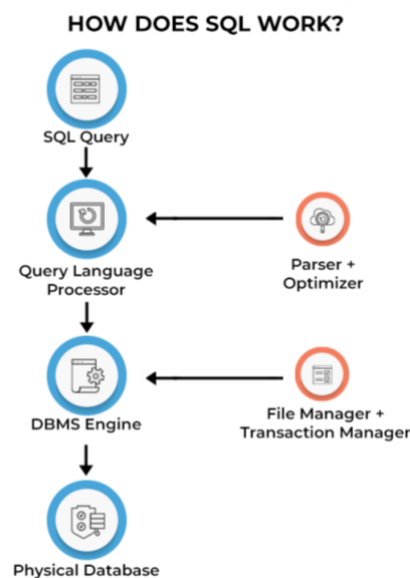 HOW DOES SQL WORK?
SQL Query
Query Language
Processor
Parser +
Optimizer
DBMS Engine
File Manager +
Transaction Manager
Physical Database